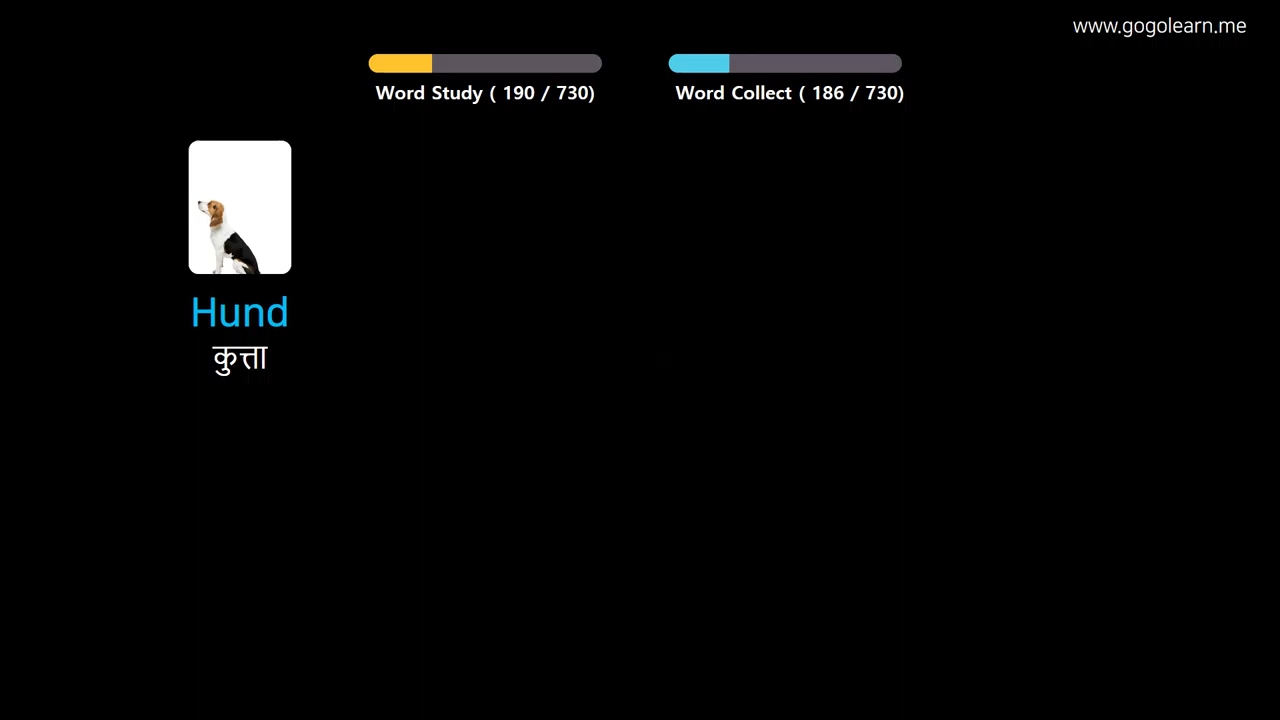 www.gogolearn.me
Word Study ( 190 / 730)
Word Collect ( 186 / 730)
Hund
कुत्ता